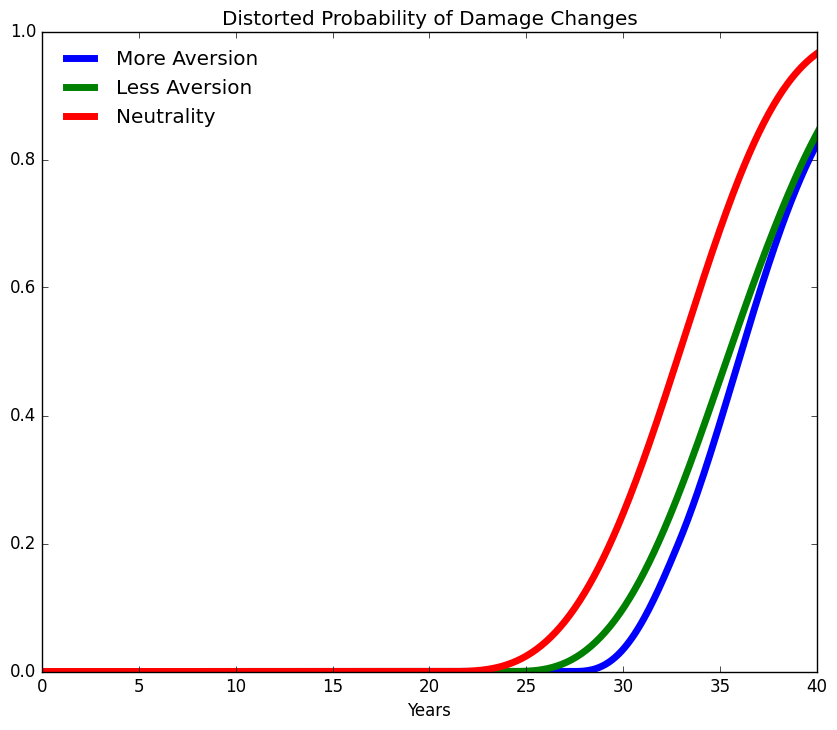 Distorted Probability of Damage Changes
1.0
More Aversion
Less Aversion
Neutrality
0.8
0.6
0.4
0.2
0.0
0 5 10 15 20 25 30 35 40
Years